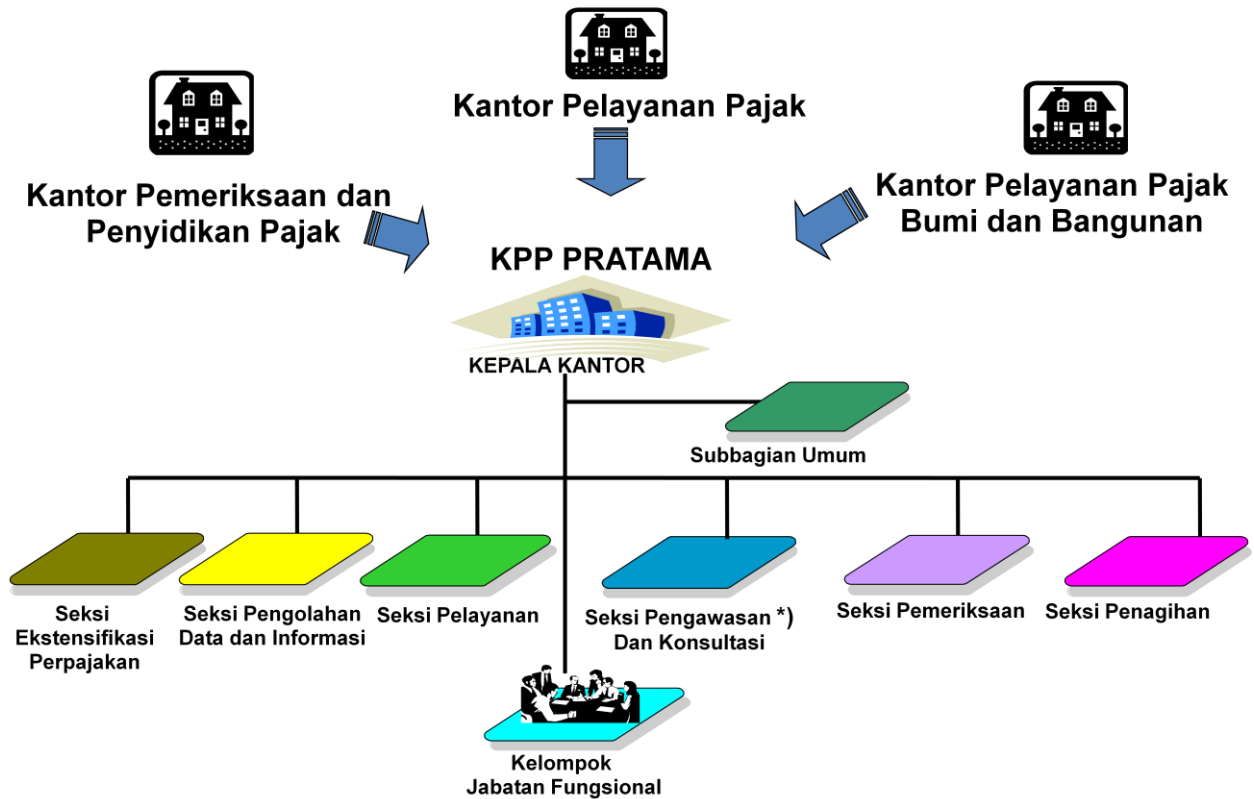 Kantor Pelayanan Pajak
Kantor Pemeriksaan dan
Penyidikan Pajak
Kantor Pelayanan Pajak
Bumi dan Bangunan
KPP PRATAMA
KEPALA KANTOR
Subbagian Umum
Seksi
Ekstensifikasi
Perpajakan
Seksi Pengolahan
Data dan Informasi
Seksi Pelayanan
Seksi Pengawasan *)
Dan Konsultasi
Seksi Pemeriksaan
Seksi Penagihan
Kelompok
Jabatan Fungsional